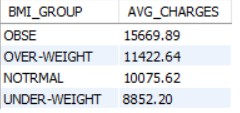 BMI_GROUP AVG_CHARGES
OBSE 15669.89
OVER-WEIGHT 11422.64
NOTRMAL 10075.62
UNDER-WEIGHT 8852.20